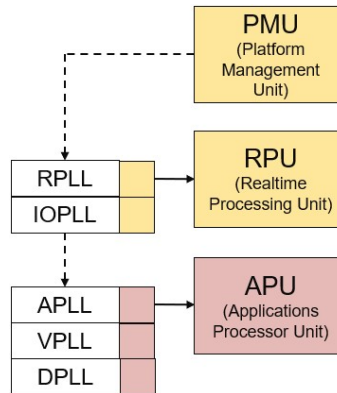 PMU
(Platform
Management
Unit)
RPLL
IOPLL
RPU
(Realtime
Processing Unit)
APLL
VPLL
DPLL
APU
(Applications
Processor Unit)